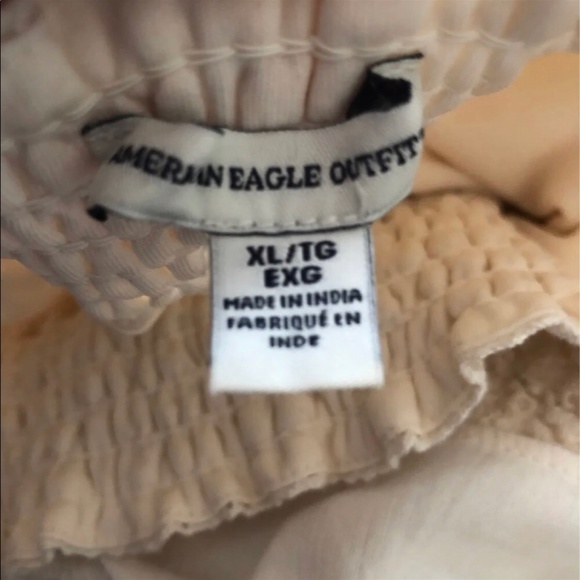 AMERICAN EAGLE OUTFIT
XL/TG
EXG
MADE IN INDIA
FABRIQUÉ EN
INDE